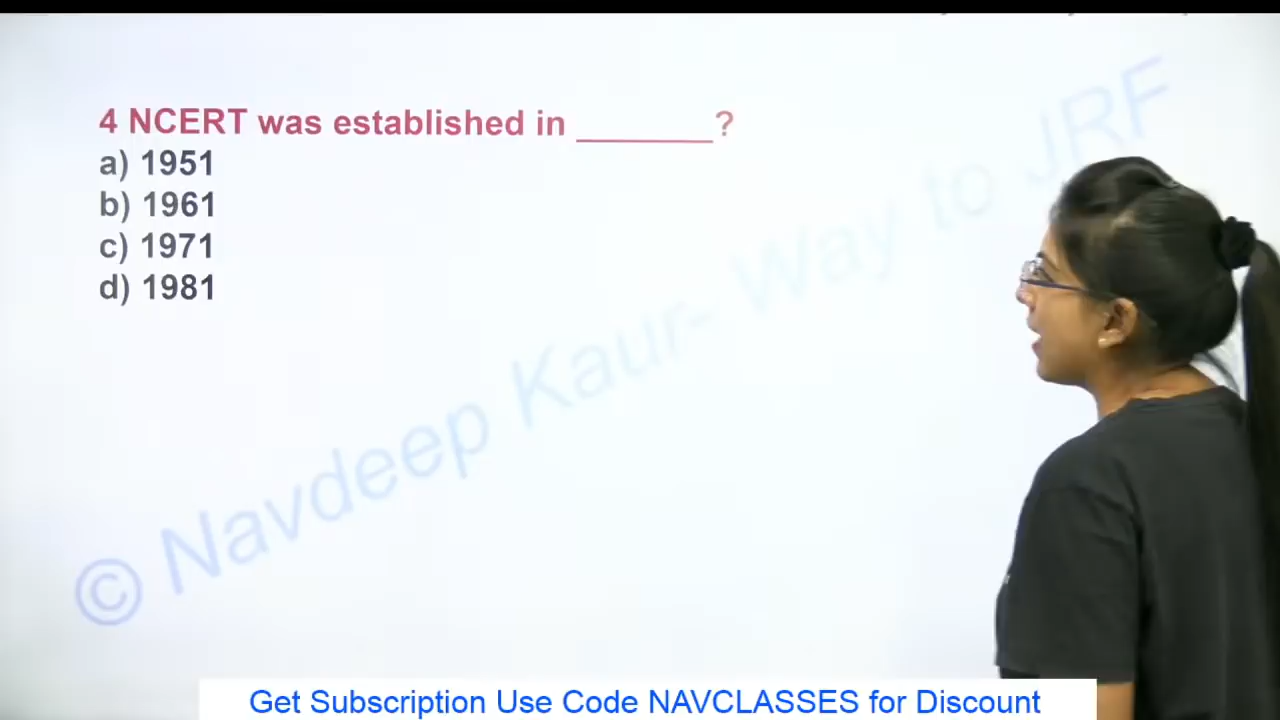 4 NCERT was established in _______?
a) 1951
b) 1961
c) 1971
d) 1981
© Navdeep Kaur- Way to JRF
Get Subscription Use Code NAVCLASSES for Discount